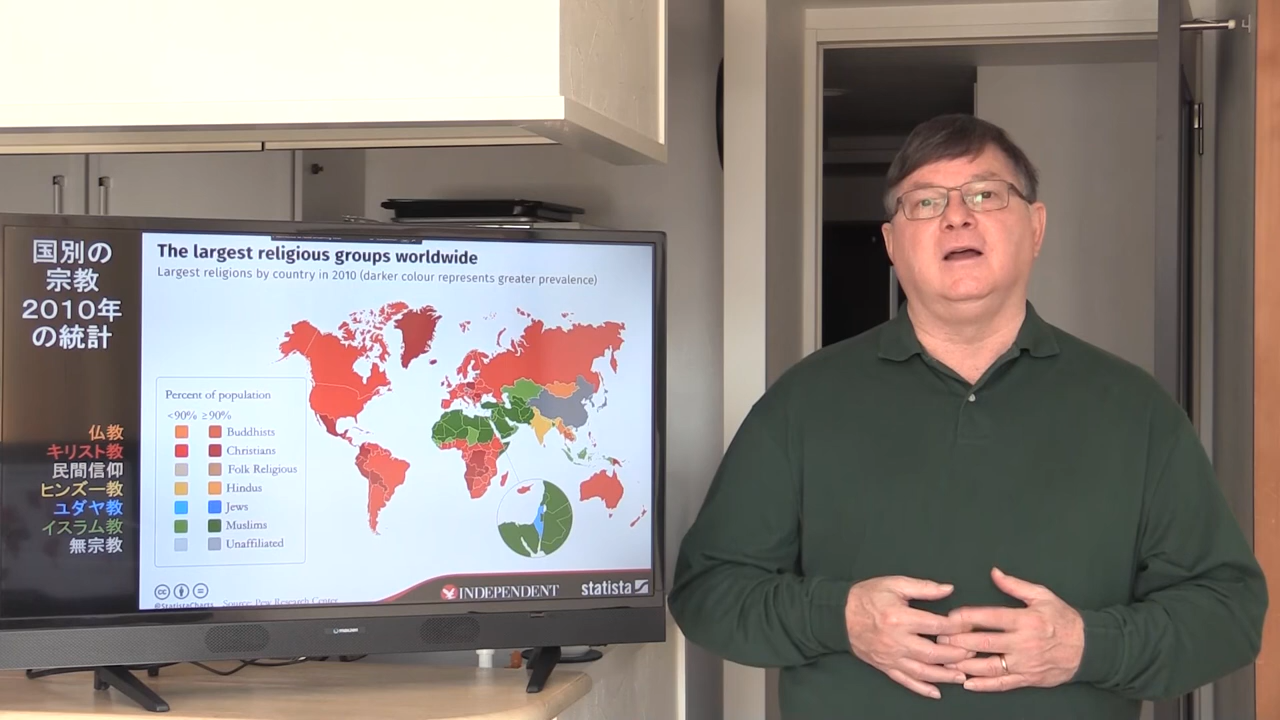 国別の
宗教
2010年
の統計
仏教
キリスト教
民間信仰
ヒンズー教
ユダヤ教
イスラム教
無宗教
The largest religious groups worldwide
Largest religions by country in 2010 (darker colour represents greater prevalence)
Percent of population
<90% ≥90%
Buddhists
Christians
Folk Religious
Hindus
Jews
Muslims
Unaffiliated
@StatistaCharts Source: Pew Research Center
INDEPENDENT statista